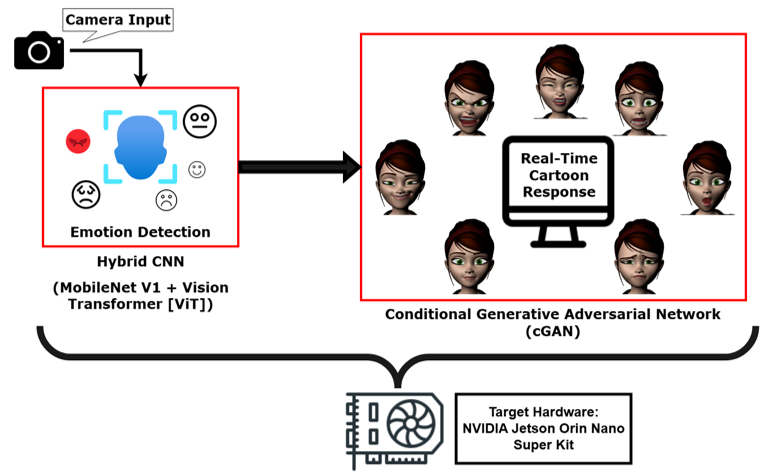 Camera Input
Emotion Detection
Hybrid CNN
(MobileNet V1 + Vision
Transformer [ViT])
Real-Time
Cartoon
Response
Conditional Generative Adversarial Network
(cGAN)
Target Hardware:
NVIDIA Jetson Orin Nano
Super Kit